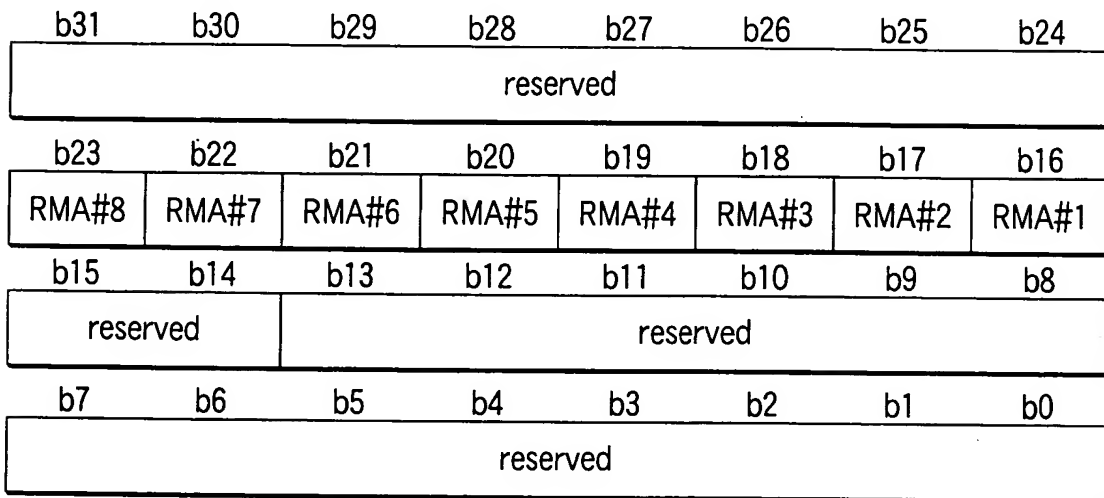 b31 b30 b29 b28 b27 b26 b25 b24
reserved
b23 b22 b21 b20 b19 b18 b17 b16
RMA#8 RMA#7 RMA#6 RMA#5 RMA#4 RMA#3 RMA#2 RMA#1
b15 b14 b13 b12 b11 b10 b9 b8
reserved reserved
b7 b6 b5 b4 b3 b2 b1 b0
reserved